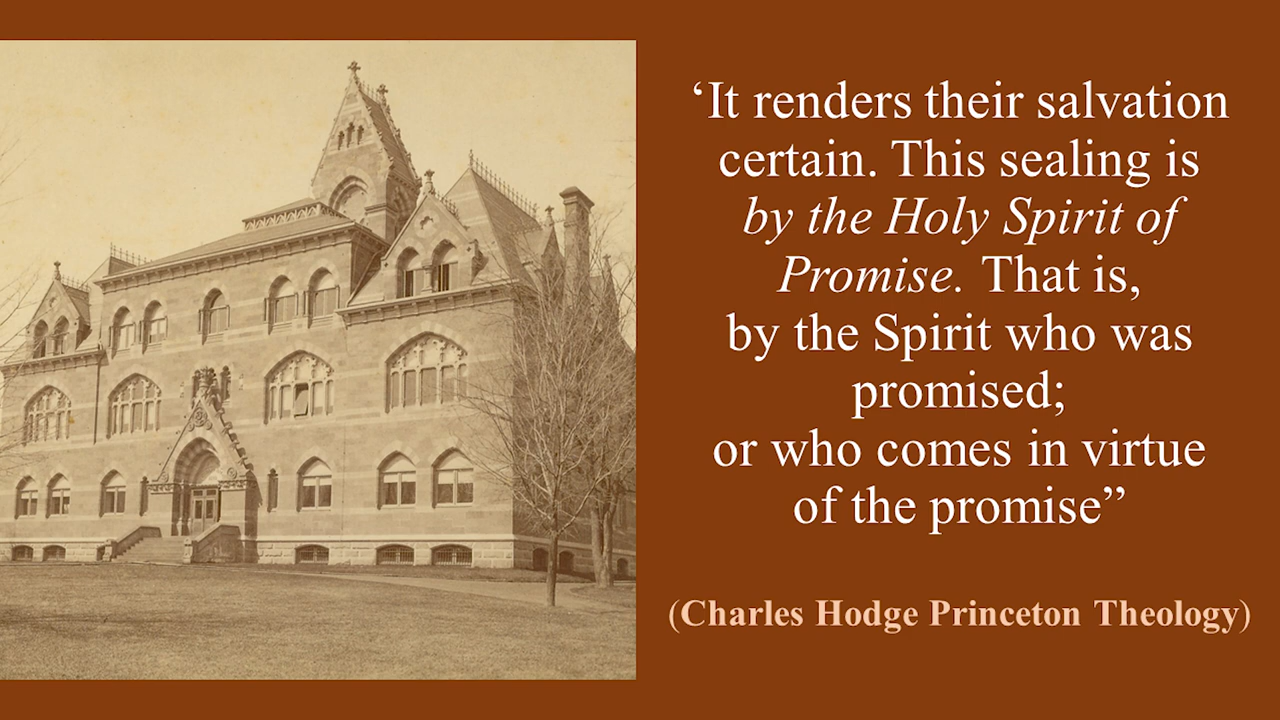 ‘It renders their salvation
certain. This sealing is
by the Holy Spirit of
Promise. That is,
by the Spirit who was
promised;
or who comes in virtue
of the promise”
(Charles Hodge Princeton Theology)